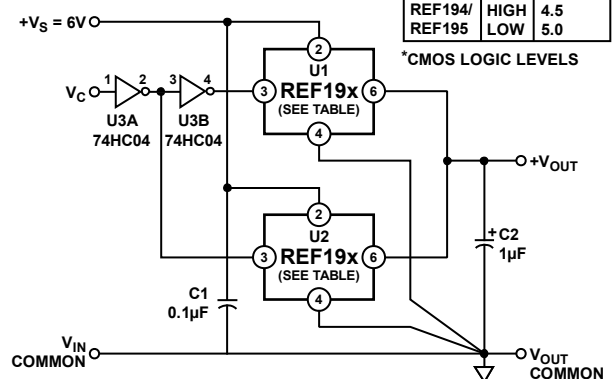 REF194/ HIGH 4.5
REF195 LOW 5.0
*CMOS LOGIC LEVELS
+VS = 6V
2
U1
VC 1 2 3 4 3 REF19x 6
(SEE TABLE)
U3A U3B
74HC04 74HC04
4
+VOUT
2
U2
3 REF19x 6
(SEE TABLE)
+ C2
1µF
C1
0.1µF
4
VIN
COMMON
VOUT
COMMON